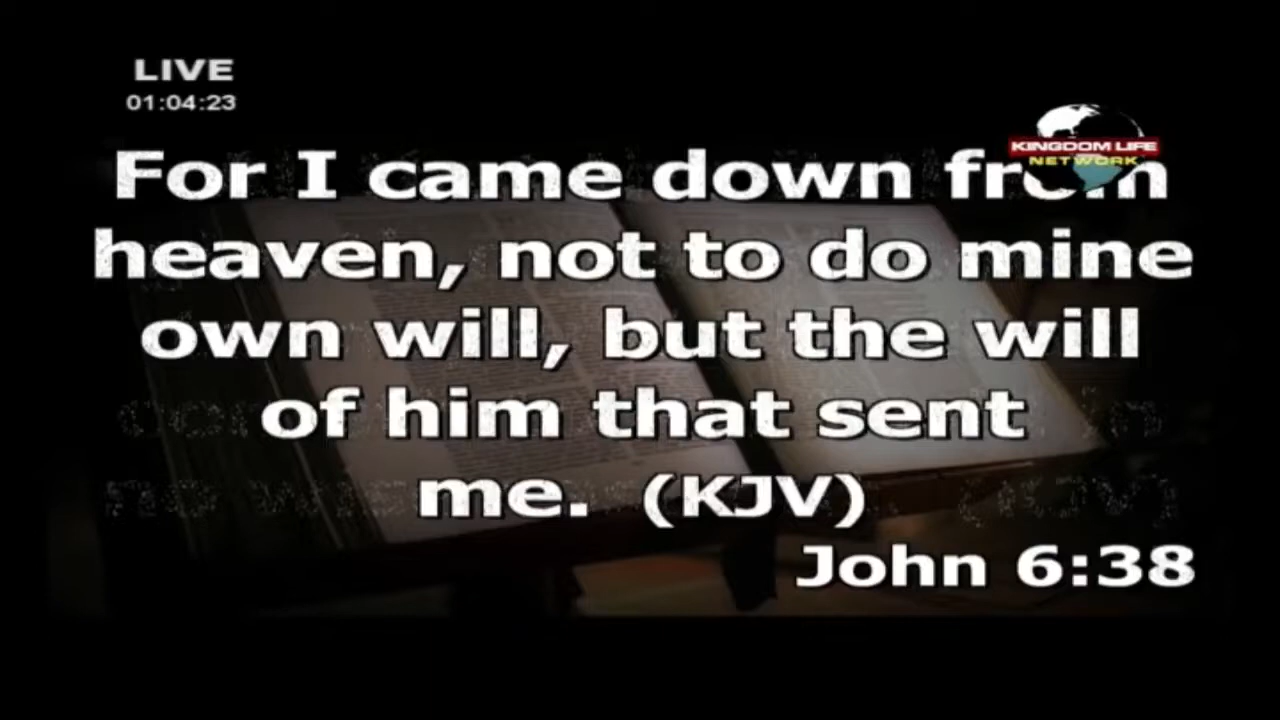 LIVE
01:04:23
KINGDOM LIFE
NETWORK
For I came down from
heaven, not to do mine
own will, but the will
of him that sent
me. (KJV)
John 6:38